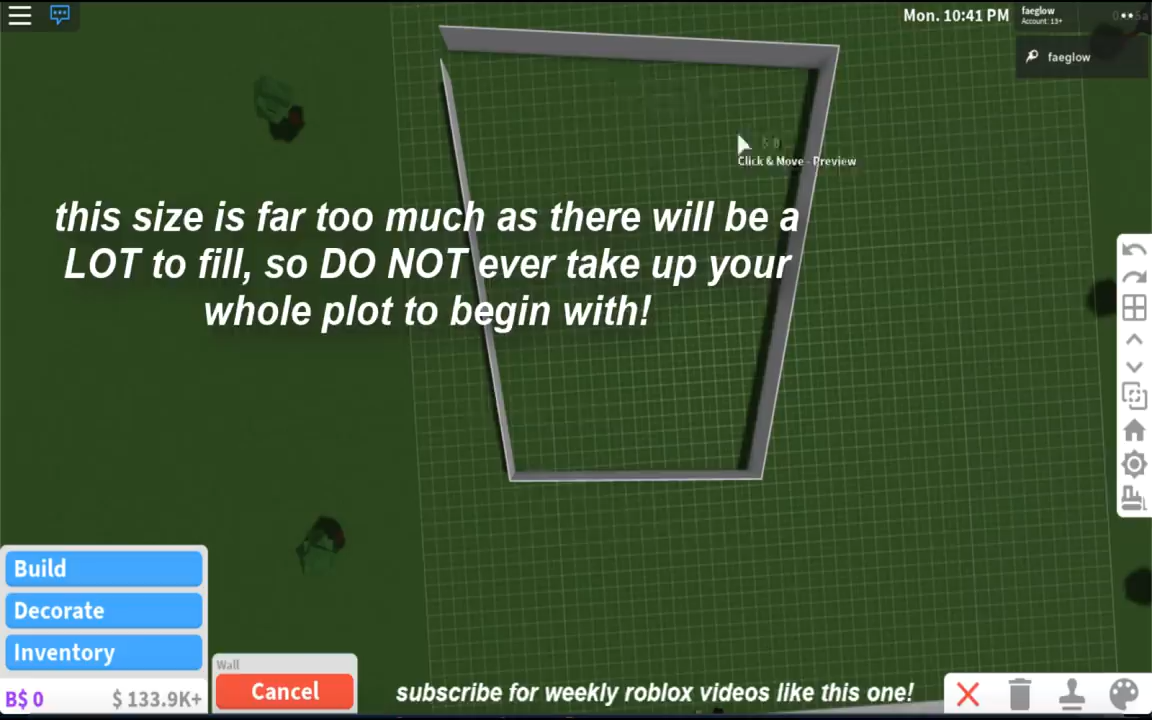 Mon. 10:41 PM
faeglow
Account: 13+
faeglow
Click & Move - Preview
this size is far too much as there will be a
LOT to fill, so DO NOT ever take up your
whole plot to begin with!
Build
Decorate
Inventory
B$ 0 $ 133.9K+
Wall
Cancel
subscribe for weekly roblox videos like this one!